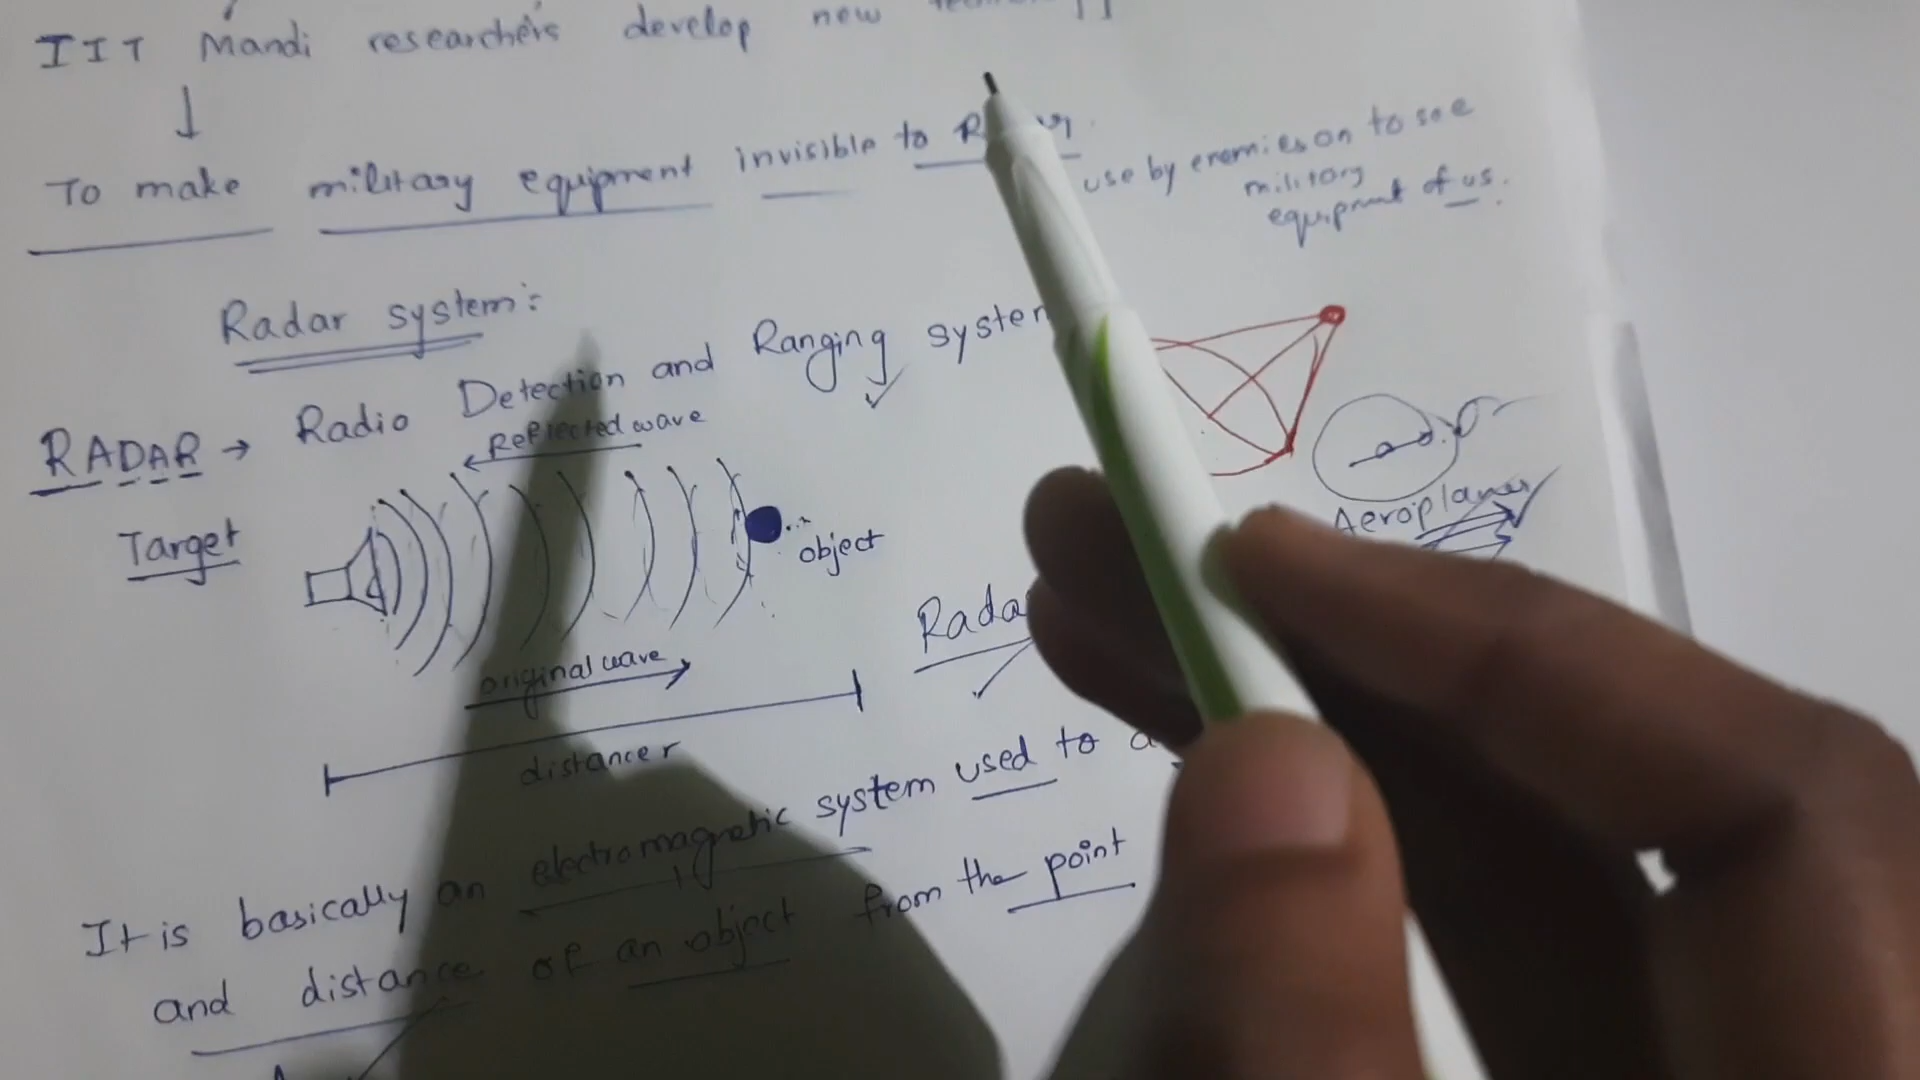 IIT Mandi researchers develop new
To make military equipment invisible to
use by enemies on to see
military
equipment of us.
Radar system:
RADAR → Radio Detection and Ranging system
Reflected wave
Target
object
Aeroplanes
original wave
distance r
It is basically an electromagnetic system used to
and distance of an object from the point